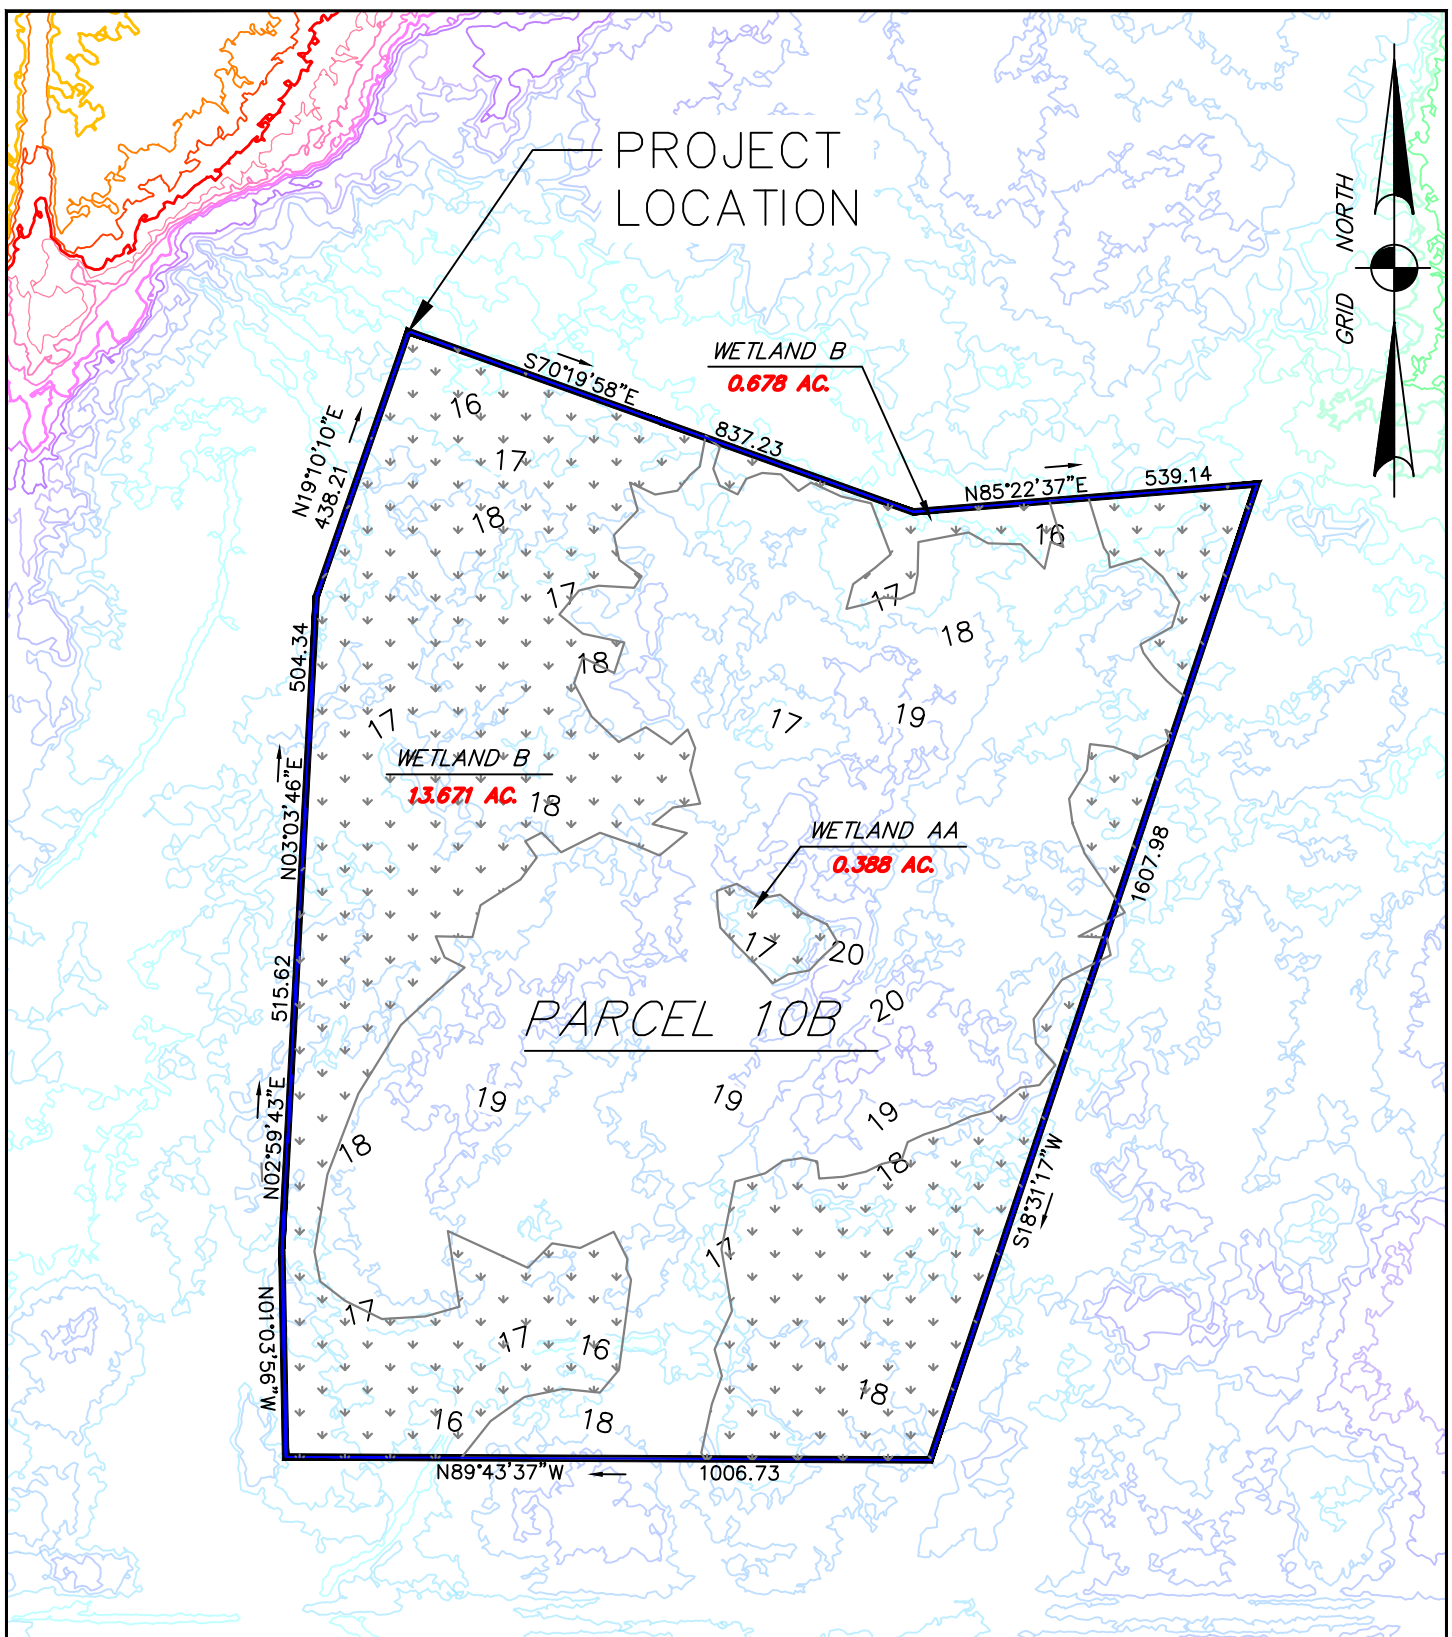 PROJECT
LOCATION
GRID NORTH
WETLAND B
0.678 AC.
S70°19'58"E
837.23
N85°22'37"E
539.14
N19°10'10"E
438.21
16
17
18
16
17
17
18
18
504.34
17
17
19
WETLAND B
13.671 AC.
18
N03°03'46"E
WETLAND AA
0.388 AC.
1607.98
17
20
515.62
20
PARCEL 10B
N02°59'43"E
19
19
19
18
18
S18°31'17"W
17
N01°03'56"W
17
17
16
18
16
18
N89°43'37"W
1006.73